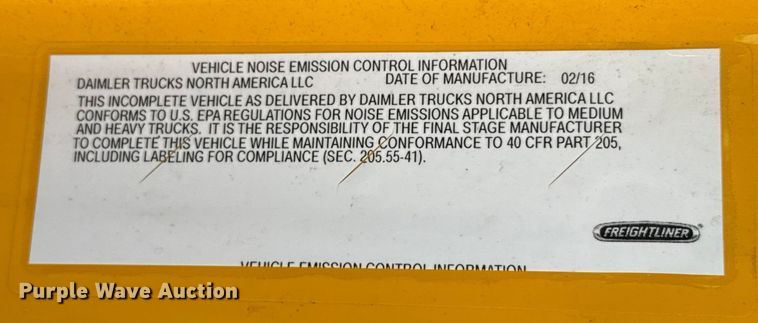 VEHICLE NOISE EMISSION CONTROL INFORMATION
DAIMLER TRUCKS NORTH AMERICA LLC DATE OF MANUFACTURE: 02/16
THIS INCOMPLETE VEHICLE AS DELIVERED BY DAIMLER TRUCKS NORTH AMERICA LLC
CONFORMS TO U.S. EPA REGULATIONS FOR NOISE EMISSIONS APPLICABLE TO MEDIUM
AND HEAVY TRUCKS. IT IS THE RESPONSIBILITY OF THE FINAL STAGE MANUFACTURER
TO COMPLETE THIS VEHICLE WHILE MAINTAINING CONFORMANCE TO 40 CFR PART 205,
INCLUDING LABELING FOR COMPLIANCE (SEC. 205.55-41).
FREIGHTLINER
VEHICLE NOISE EMISSION CONTROL INFORMATION
Purple Wave Auction